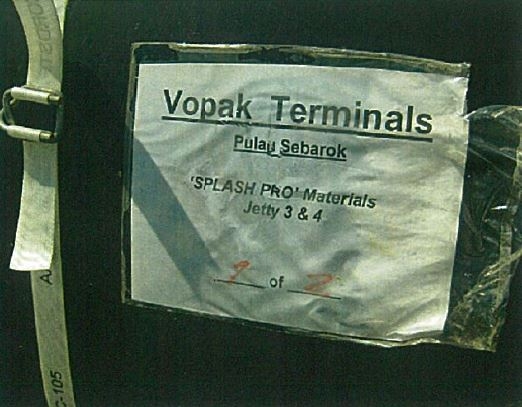 Vopak Terminals
Pulau Sebarok
'SPLASH PRO' Materials
Jetty 3 & 4
1 of 2